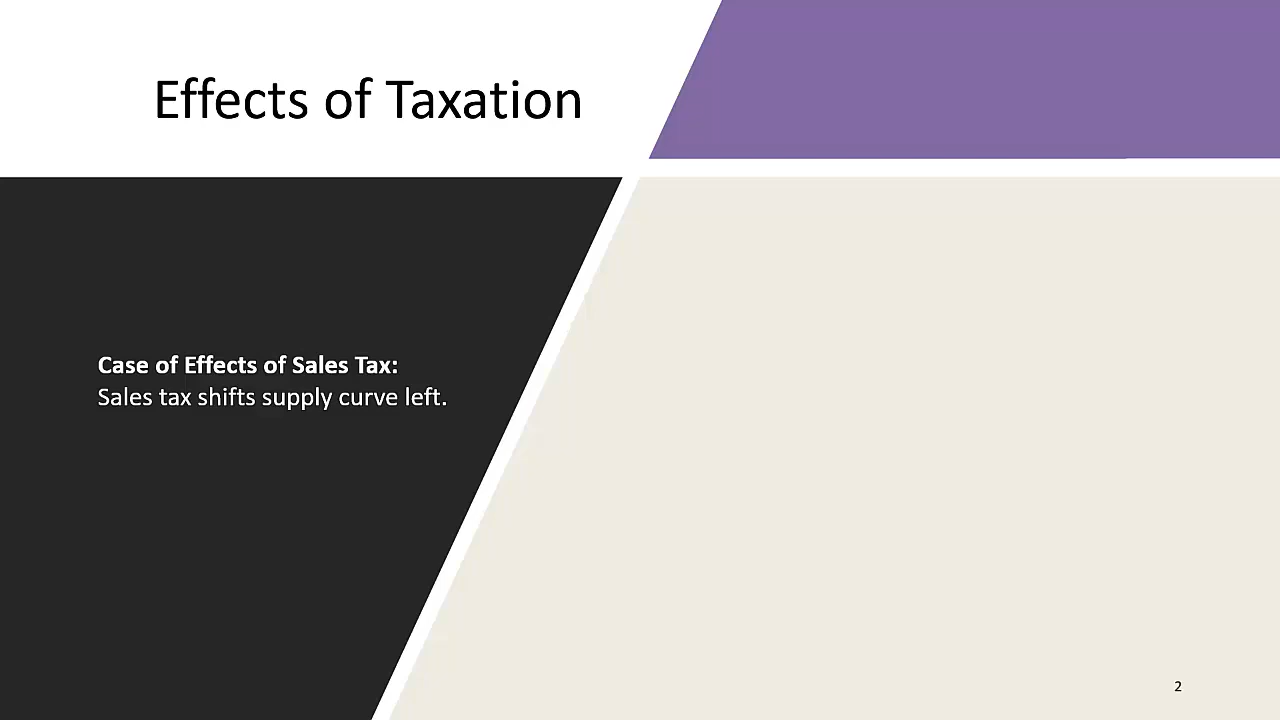 Effects of Taxation
Case of Effects of Sales Tax:
Sales tax shifts supply curve left.
2